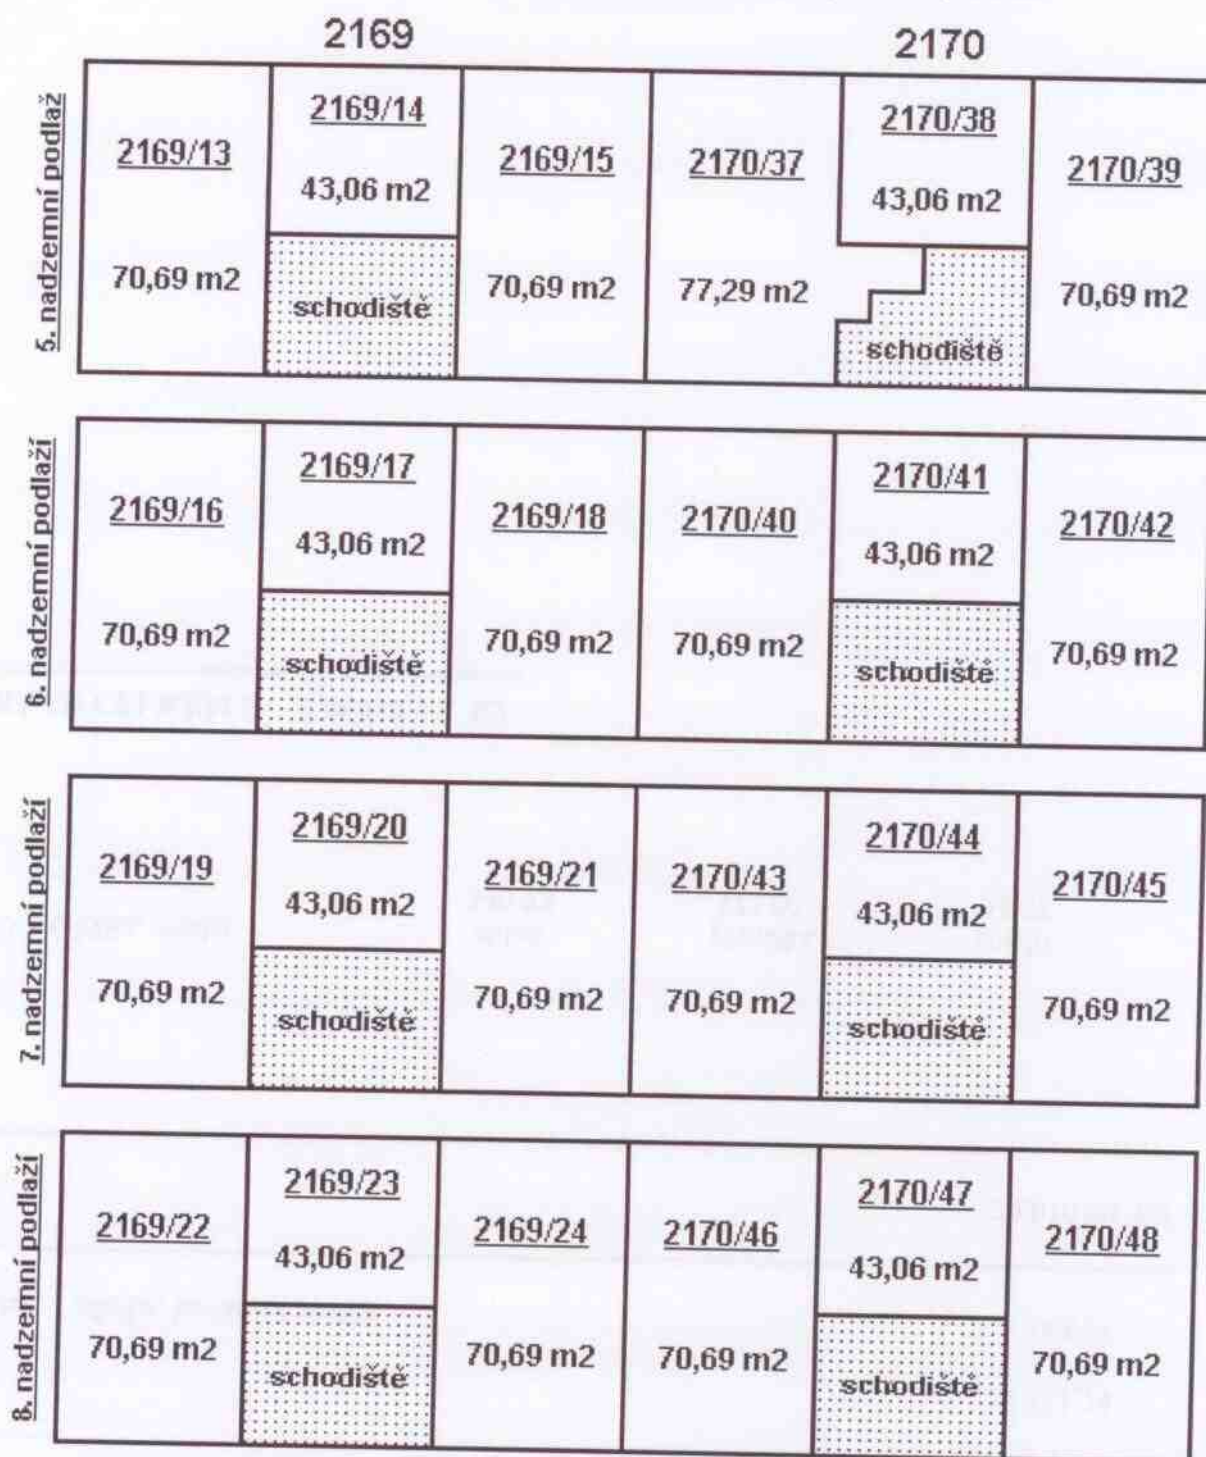 2169
2170
5. nadzemní podlaž
2169/13
70,69 m2
2169/14
43,06 m2
schodiště
2169/15
70,69 m2
2170/37
77,29 m2
2170/38
43,06 m2
schodiště
2170/39
70,69 m2
6. nadzemní podlaží
2169/16
70,69 m2
2169/17
43,06 m2
schodiště
2169/18
70,69 m2
2170/40
70,69 m2
2170/41
43,06 m2
schodiště
2170/42
70,69 m2
7. nadzemní podlaží
2169/19
70,69 m2
2169/20
43,06 m2
schodiště
2169/21
70,69 m2
2170/43
70,69 m2
2170/44
43,06 m2
schodiště
2170/45
70,69 m2
8. nadzemní podlaží
2169/22
70,69 m2
2169/23
43,06 m2
schodiště
2169/24
70,69 m2
2170/46
70,69 m2
2170/47
43,06 m2
schodiště
2170/48
70,69 m2